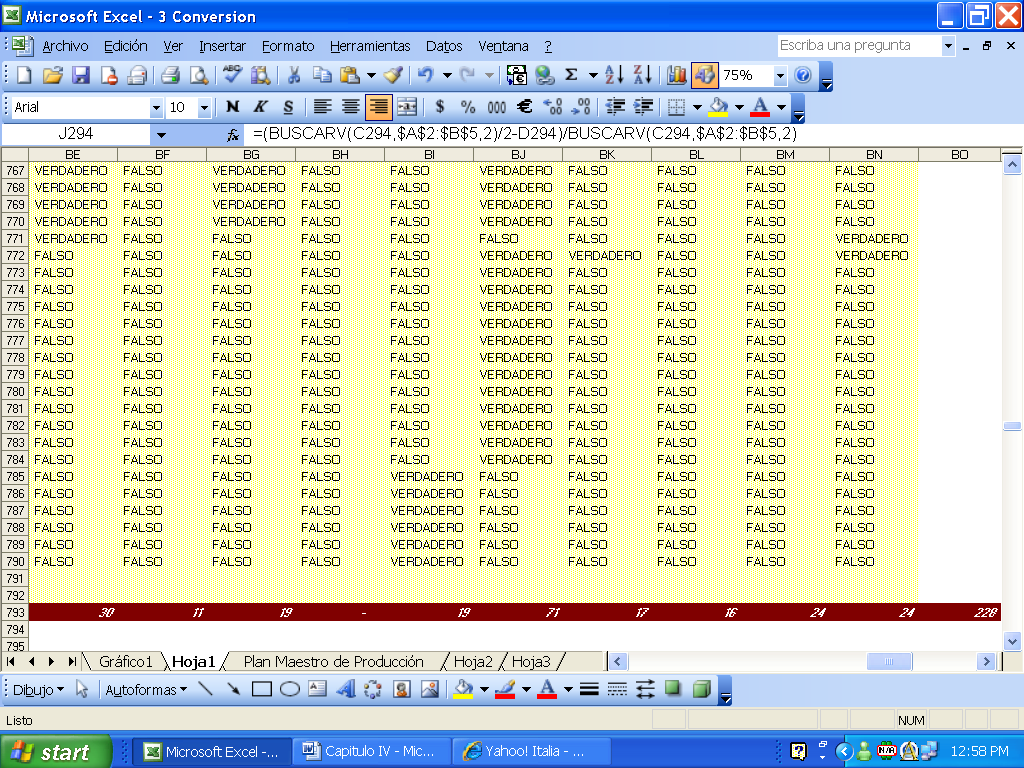 Microsoft Excel - 3 Conversion
Archivo Edición Ver Insertar Formato Herramientas Datos Ventana ? Escriba una pregunta
75%
Arial 10 N K S $ % 000 €
J294 fx =(BUSCARV(C294,$A$2:$B$5,2)/2-D294)/BUSCARV(C294,$A$2:$B$5,2)
BE BF BG BH BI BJ BK BL BM BN BO
767 VERDADERO FALSO VERDADERO FALSO FALSO VERDADERO FALSO FALSO FALSO FALSO
768 VERDADERO FALSO VERDADERO FALSO FALSO VERDADERO FALSO FALSO FALSO FALSO
769 VERDADERO FALSO VERDADERO FALSO FALSO VERDADERO FALSO FALSO FALSO FALSO
770 VERDADERO FALSO VERDADERO FALSO FALSO VERDADERO FALSO FALSO FALSO FALSO
771 VERDADERO FALSO FALSO FALSO FALSO FALSO FALSO FALSO FALSO VERDADERO
772 FALSO FALSO FALSO FALSO FALSO VERDADERO VERDADERO FALSO FALSO VERDADERO
773 FALSO FALSO FALSO FALSO FALSO VERDADERO FALSO FALSO FALSO FALSO
774 FALSO FALSO FALSO FALSO FALSO VERDADERO FALSO FALSO FALSO FALSO
775 FALSO FALSO FALSO FALSO FALSO VERDADERO FALSO FALSO FALSO FALSO
776 FALSO FALSO FALSO FALSO FALSO VERDADERO FALSO FALSO FALSO FALSO
777 FALSO FALSO FALSO FALSO FALSO VERDADERO FALSO FALSO FALSO FALSO
778 FALSO FALSO FALSO FALSO FALSO VERDADERO FALSO FALSO FALSO FALSO
779 FALSO FALSO FALSO FALSO FALSO VERDADERO FALSO FALSO FALSO FALSO
780 FALSO FALSO FALSO FALSO FALSO VERDADERO FALSO FALSO FALSO FALSO
781 FALSO FALSO FALSO FALSO FALSO VERDADERO FALSO FALSO FALSO FALSO
782 FALSO FALSO FALSO FALSO FALSO VERDADERO FALSO FALSO FALSO FALSO
783 FALSO FALSO FALSO FALSO FALSO VERDADERO FALSO FALSO FALSO FALSO
784 FALSO FALSO FALSO FALSO FALSO VERDADERO FALSO FALSO FALSO FALSO
785 FALSO FALSO FALSO FALSO VERDADERO FALSO FALSO FALSO FALSO FALSO
786 FALSO FALSO FALSO FALSO VERDADERO FALSO FALSO FALSO FALSO FALSO
787 FALSO FALSO FALSO FALSO VERDADERO FALSO FALSO FALSO FALSO FALSO
788 FALSO FALSO FALSO FALSO VERDADERO FALSO FALSO FALSO FALSO FALSO
789 FALSO FALSO FALSO FALSO VERDADERO FALSO FALSO FALSO FALSO FALSO
790 FALSO FALSO FALSO FALSO VERDADERO FALSO FALSO FALSO FALSO FALSO
791
792
793 30 11 19 - 19 71 17 16 24 24 228
794
795
Gráfico1 Hoja1 Plan Maestro de Producción Hoja2 Hoja3
Dibujo Autoformas
Listo NUM
start Microsoft Excel -... Capitulo IV - Mic... Yahoo! Italia - ... 12:58 PM